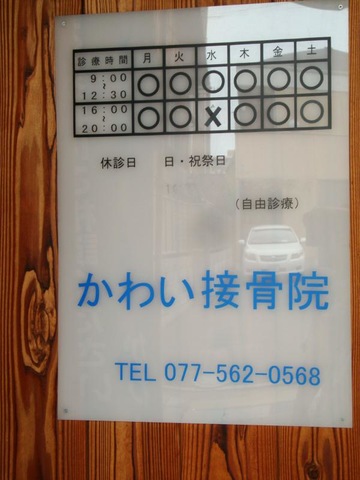 診療時間 月 火 水 木 金 土
9:00~12:30 ○ ○ ○ ○ ○ ○
16:00~20:00 ○ ○ × ○ ○ ○
休診日 日・祝祭日
(自由診療)
かわい接骨院
TEL 077-562-0568